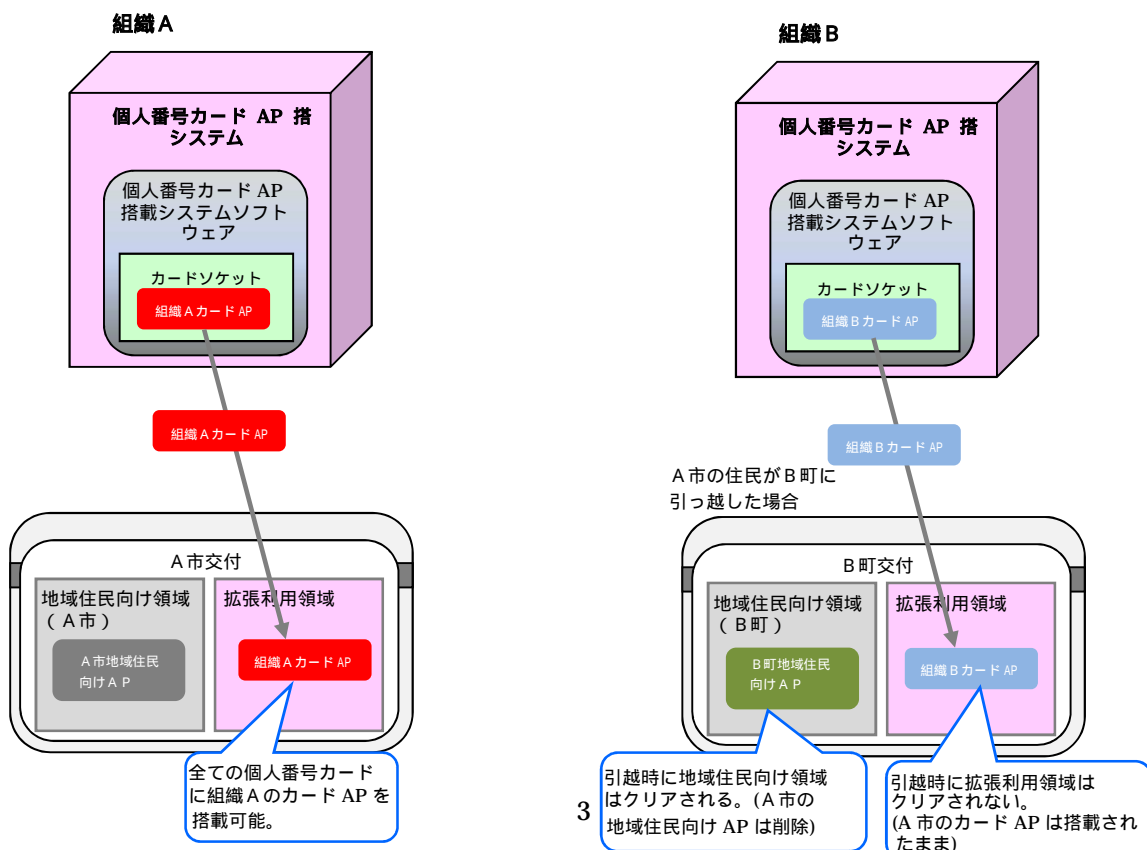 組織A
個人番号カード AP 搭
システム
個人番号カード AP
搭載システムソフト
ウェア
カードソケット
組織AカードAP
組織AカードAP
A市交付
地域住民向け領域
(A市)
A市地域住民
向けAP
拡張利用領域
組織AカードAP
全ての個人番号カード
に組織Aのカード AP を
搭載可能。
組織B
個人番号カード AP 搭
システム
個人番号カード AP
搭載システムソフト
ウェア
カードソケット
組織BカードAP
組織BカードAP
A市の住民がB町に
引っ越した場合
B町交付
地域住民向け領域
(B町)
B町地域住民
向けAP
拡張利用領域
組織BカードAP
3
引越時に地域住民向け領域
はクリアされる。(A市の
地域住民向け AP は削除)
引越時に拡張利用領域は
クリアされない。
(A 市のカード AP は搭載され
たまま)